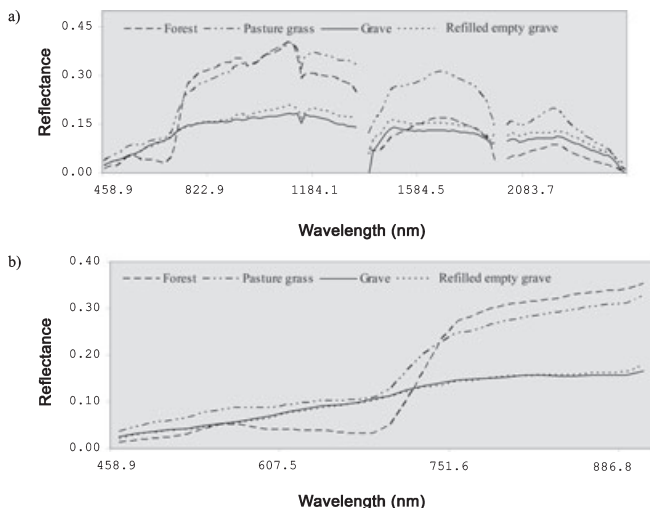 a)
Forest Pasture grass Grave Refilled empty grave
0.45
0.30
0.15
0.00
Reflectance
458.9 822.9 1184.1 1584.5 2083.7
Wavelength (nm)
b)
0.40
Forest Pasture grass Grave Refilled empty grave
0.30
0.20
0.10
0.00
Reflectance
458.9 607.5 751.6 886.8
Wavelength (nm)